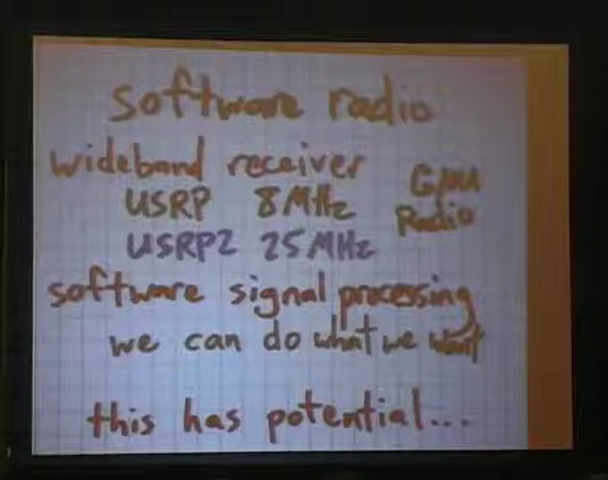 software radio
wideband receiver
USRP 8MHz
USRP2 25MHz
GNU
Radio
software signal processing
we can do what we want
this has potential...